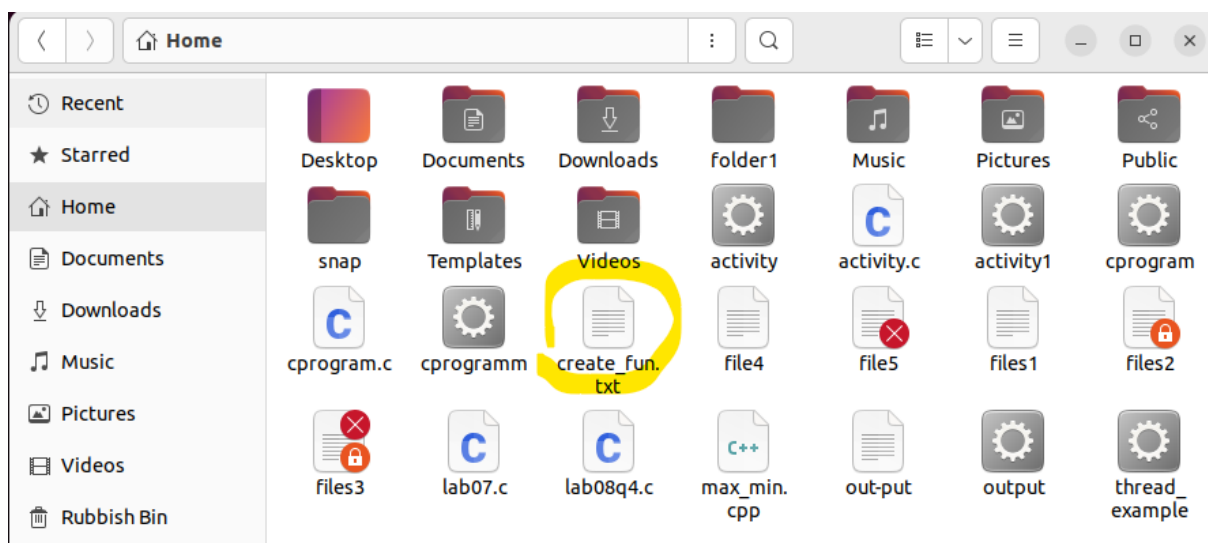 Home
Recent
Starred
Home
Documents
Downloads
Music
Pictures
Videos
Rubbish Bin
Desktop Documents Downloads folder1 Music Pictures Public
snap Templates Videos activity activity.c activity1 cprogram
C
cprogram.c cprogramm create_fun. file4 file5 files1 files2
txt
C
C
C
C++
files3 lab07.c lab08q4.c max_min. out-put output thread_
cpp example